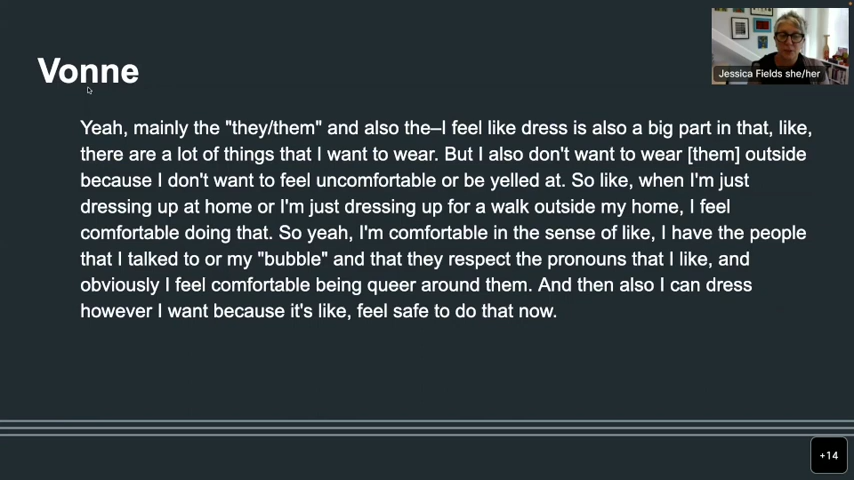 Vonne
Jessica Fields she/her
Yeah, mainly the "they/them" and also the–I feel like dress is also a big part in that, like,
there are a lot of things that I want to wear. But I also don't want to wear [them] outside
because I don't want to feel uncomfortable or be yelled at. So like, when I'm just
dressing up at home or I'm just dressing up for a walk outside my home, I feel
comfortable doing that. So yeah, I'm comfortable in the sense of like, I have the people
that I talked to or my "bubble" and that they respect the pronouns that I like, and
obviously I feel comfortable being queer around them. And then also I can dress
however I want because it's like, feel safe to do that now.
+14